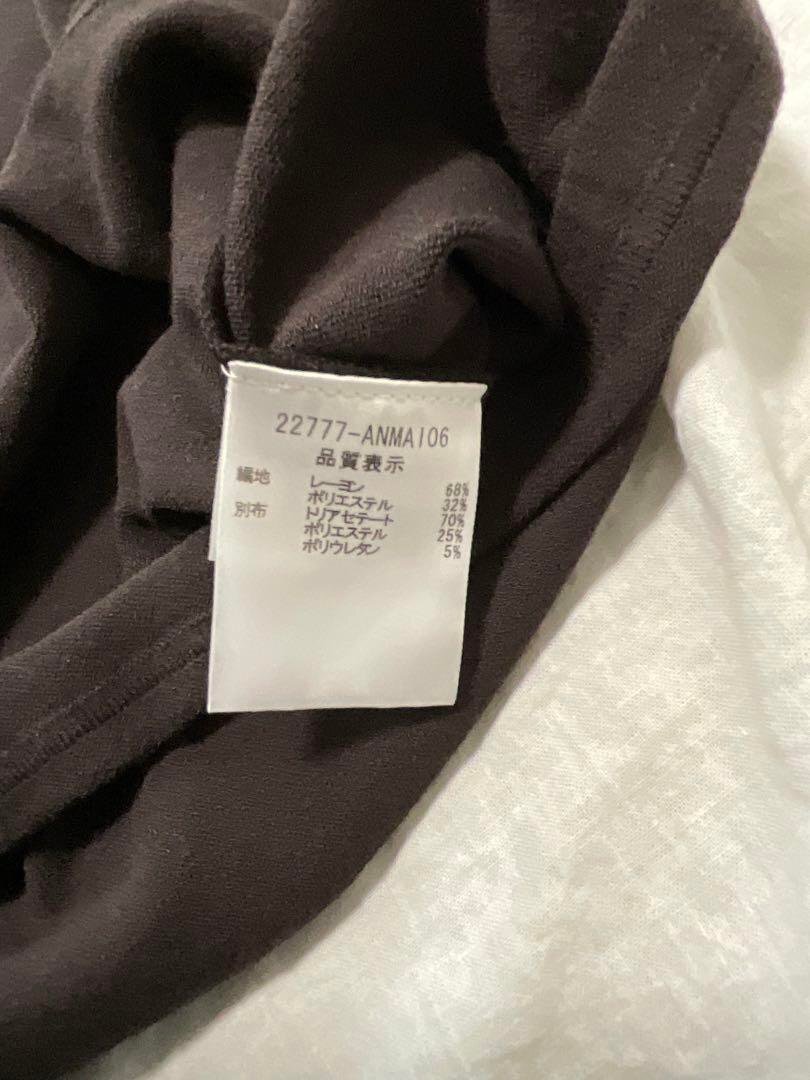 22777-ANMA106
品質表示
編地 レーヨン 68%
ポリエステル 32%
別布 トリアセテート 70%
ポリエステル 25%
ポリウレタン 5%